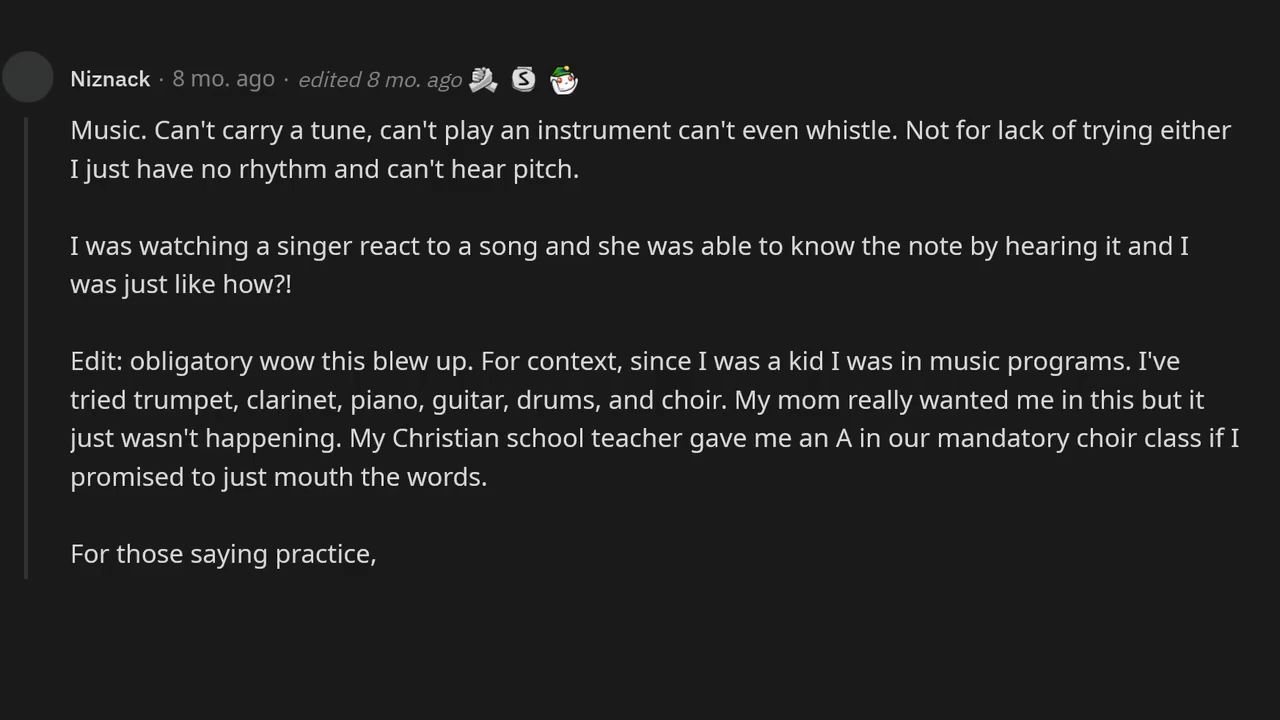 Niznack · 8 mo. ago · edited 8 mo. ago
Music. Can't carry a tune, can't play an instrument can't even whistle. Not for lack of trying either
I just have no rhythm and can't hear pitch.
I was watching a singer react to a song and she was able to know the note by hearing it and I
was just like how?!
Edit: obligatory wow this blew up. For context, since I was a kid I was in music programs. I've
tried trumpet, clarinet, piano, guitar, drums, and choir. My mom really wanted me in this but it
just wasn't happening. My Christian school teacher gave me an A in our mandatory choir class if I
promised to just mouth the words.
For those saying practice,